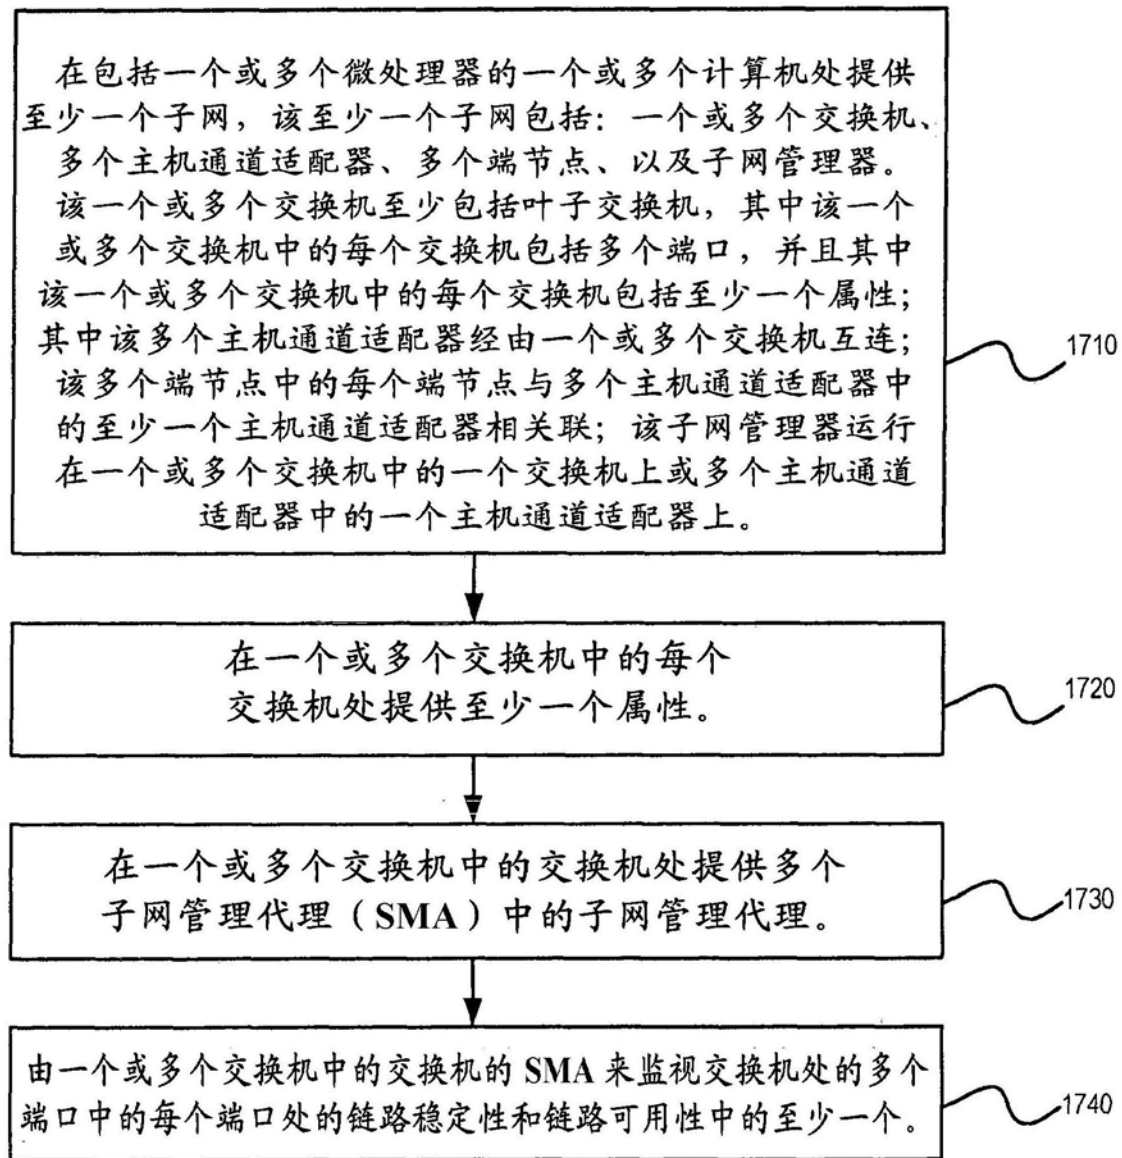 在包括一个或多个微处理器的一个或多个计算机处提供
至少一个子网，该至少一个子网包括：一个或多个交换机、
多个主机通道适配器、多个端节点、以及子网管理器。
该一个或多个交换机至少包括叶子交换机，其中该一个
或多个交换机中的每个交换机包括多个端口，并且其中
该一个或多个交换机中的每个交换机包括至少一个属性；
其中该多个主机通道适配器经由一个或多个交换机互连；
该多个端节点中的每个端节点与多个主机通道适配器中
的至少一个主机通道适配器相关联；该子网管理器运行
在一个或多个交换机中的一个交换机上或多个主机通道
适配器中的一个主机通道适配器上。
1710
在一个或多个交换机中的每个
交换机处提供至少一个属性。
1720
在一个或多个交换机中的交换机处提供多个
子网管理代理（SMA）中的子网管理代理。
1730
由一个或多个交换机中的交换机的 SMA 来监视交换机处的多个
端口中的每个端口处的链路稳定性和链路可用性中的至少一个。
1740